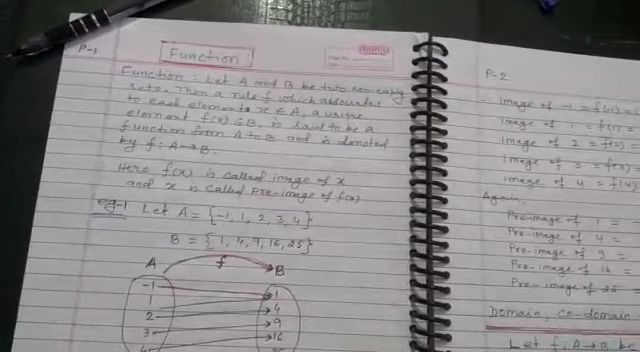 P-1
Function :
Function : Let A and B be two non-empty
sets. Then a rule f which associates
to each elements x ∈ A, a unique
element f(x) ∈ B, is said to be a
function from A to B and is denoted
by f: A→B.
Here f(x) is called image of x
and x is called Pre-image of f(x)
eg-1 Let A = {-1, 1, 2, 3, 4}
B = {1, 4, 9, 16, 25}
A f B
-1 1
1 4
2 9
3 16
4
P-2
Image of -1 = f(-1) =
Image of 1 = f(1) =
Image of 2 = f(2) =
Image of 3 = f(3) =
Image of 4 = f(4)
Again,
Pre-image of 1 =
Pre-image of 4 =
Pre-image of 9 =
Pre-image of 16 =
Pre-image of 25 =
Domain, co-domain
Let f: A→B be